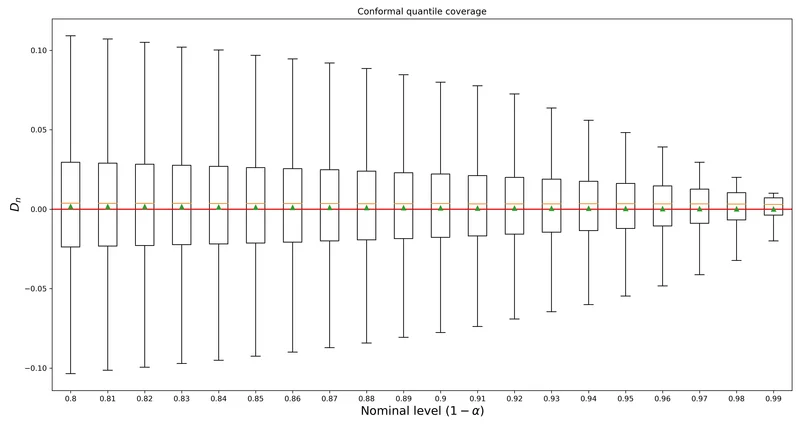 Conformal quantile coverage
0.10
0.05
0.00
−0.05
−0.10
Dₙ
0.8 0.81 0.82 0.83 0.84 0.85 0.86 0.87 0.88 0.89 0.9 0.91 0.92 0.93 0.94 0.95 0.96 0.97 0.98 0.99
Nominal level (1 − α)